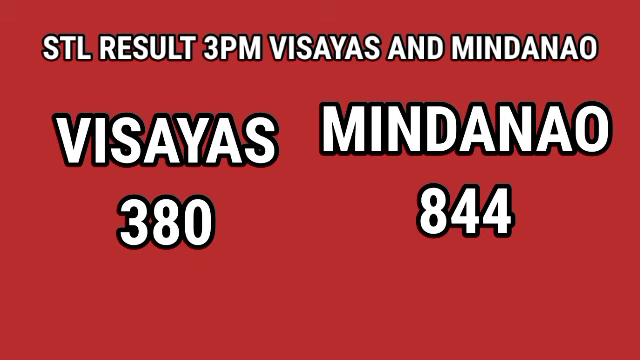 STL RESULT 3PM VISAYAS AND MINDANAO
VISAYAS
380
MINDANAO
844